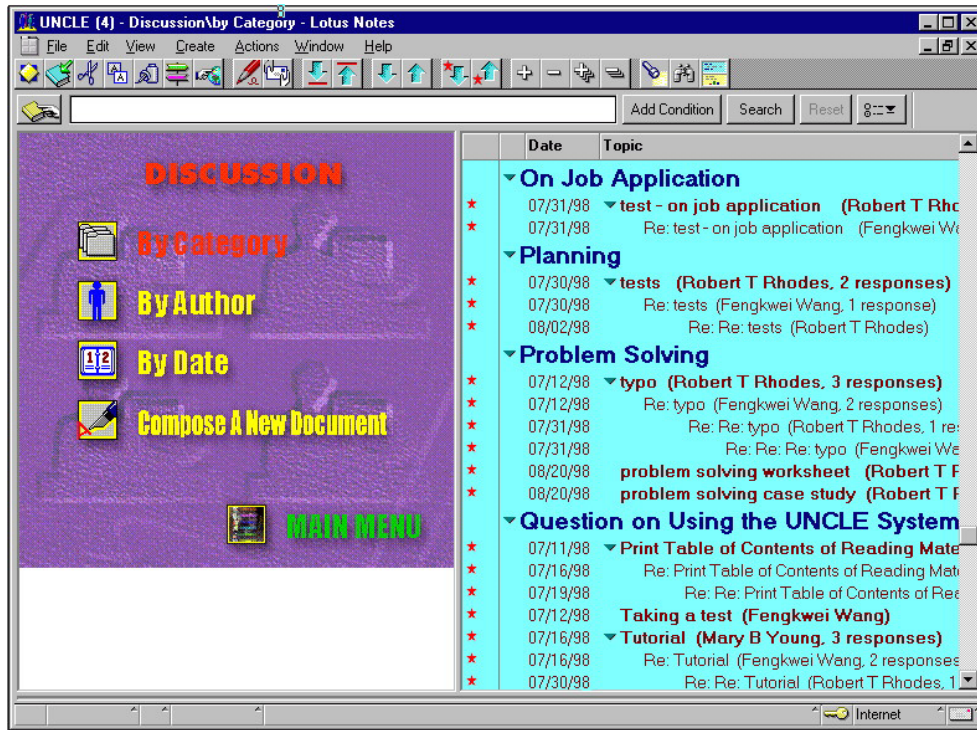 UNCLE (4) - Discussion\by Category - Lotus Notes
File Edit View Create Actions Window Help
Add Condition Search Reset
DISCUSSION
By Category
By Author
1 2
By Date
Compose A New Document
MAIN MENU
Date Topic
On Job Application
07/31/98 test - on job application (Robert T Rho
07/31/98 Re: test - on job application (Fengkwei Wa
Planning
07/30/98 tests (Robert T Rhodes, 2 responses)
07/30/98 Re: tests (Fengkwei Wang, 1 response)
08/02/98 Re: Re: tests (Robert T Rhodes)
Problem Solving
07/12/98 typo (Robert T Rhodes, 3 responses)
07/12/98 Re: typo (Fengkwei Wang, 2 responses)
07/31/98 Re: Re: typo (Robert T Rhodes, 1 re
07/31/98 Re: Re: Re: typo (Fengkwei Wa
08/20/98 problem solving worksheet (Robert T
08/20/98 problem solving case study (Robert T
Question on Using the UNCLE System
07/11/98 Print Table of Contents of Reading Mate
07/16/98 Re: Print Table of Contents of Reading Mat
07/19/98 Re: Re: Print Table of Contents of Rea
07/12/98 Taking a test (Fengkwei Wang)
07/16/98 Tutorial (Mary B Young, 3 responses)
07/16/98 Re: Tutorial (Fengkwei Wang, 2 responses
07/30/98 Re: Re: Tutorial (Robert T Rhodes, 1
Internet